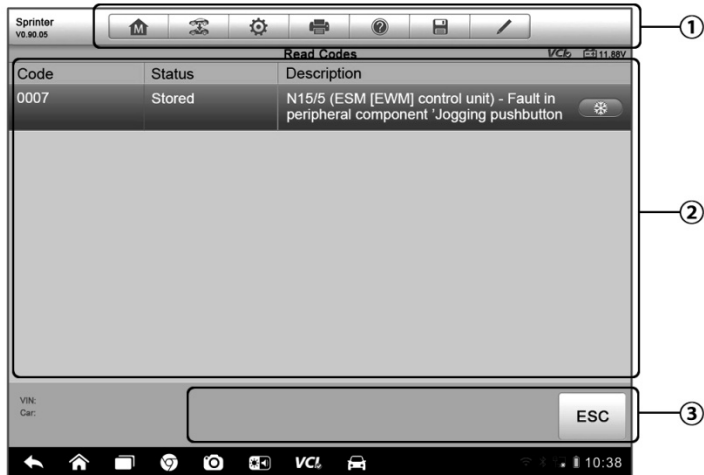 Sprinter
V0.90.05
①
Read Codes
VCI 11.88V
Code Status Description
0007 Stored N15/5 (ESM [EWM] control unit) - Fault in
peripheral component 'Jogging pushbutton
②
VIN:
Car:
ESC
③
VCI 10:38